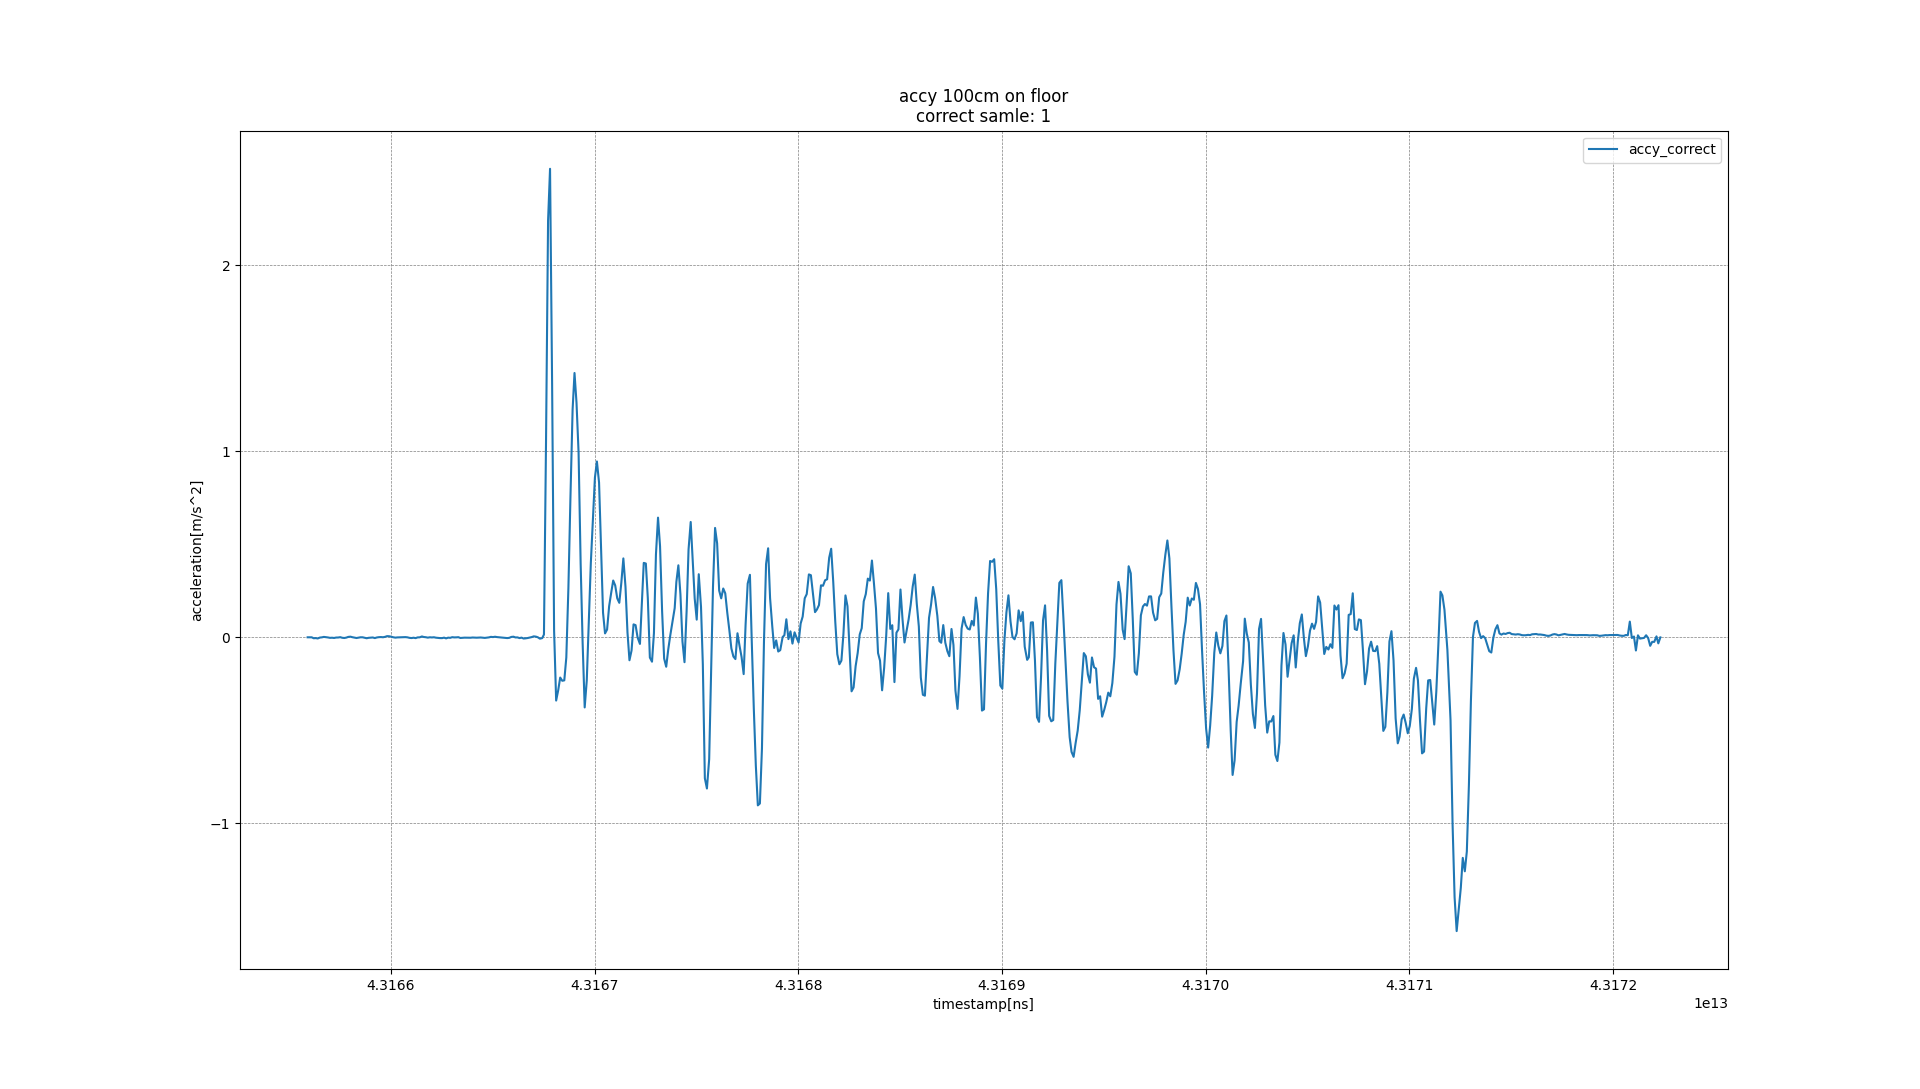 accy 100cm on floor
correct samle: 1
accy_correct
acceleration[m/s^2]
2
1
0
−1
4.3166 4.3167 4.3168 4.3169 4.3170 4.3171 4.3172
timestamp[ns]
1e13